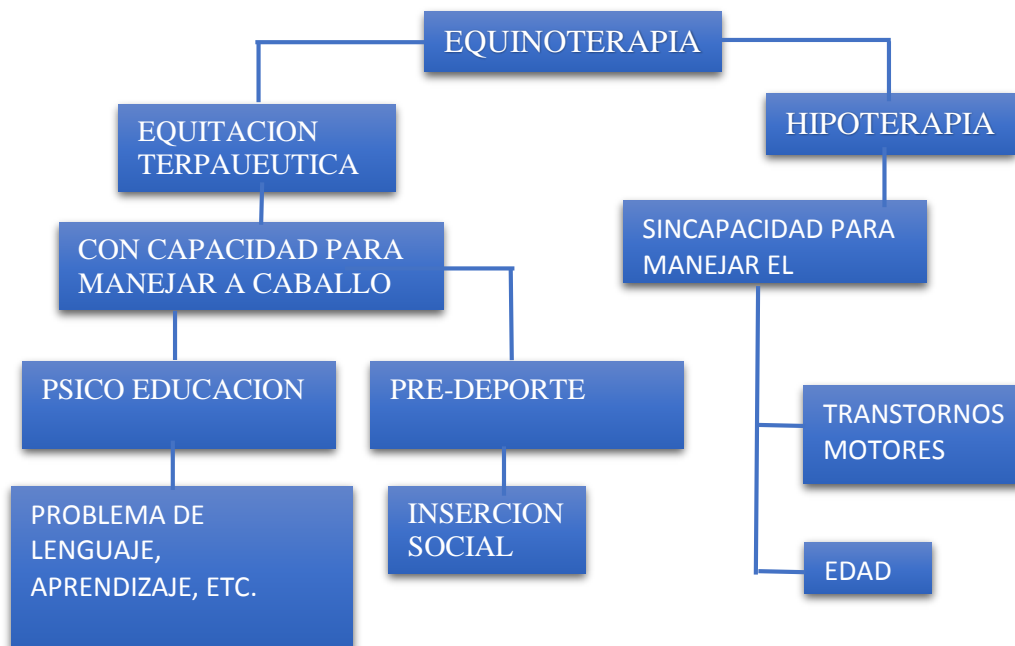 EQUINOTERAPIA
EQUITACION
TERPAUEUTICA
HIPOTERAPIA
CON CAPACIDAD PARA
MANEJAR A CABALLO
SINCAPACIDAD PARA
MANEJAR EL
PSICO EDUCACION
PRE-DEPORTE
TRANSTORNOS
MOTORES
PROBLEMA DE
LENGUAJE,
APRENDIZAJE, ETC.
INSERCION
SOCIAL
EDAD